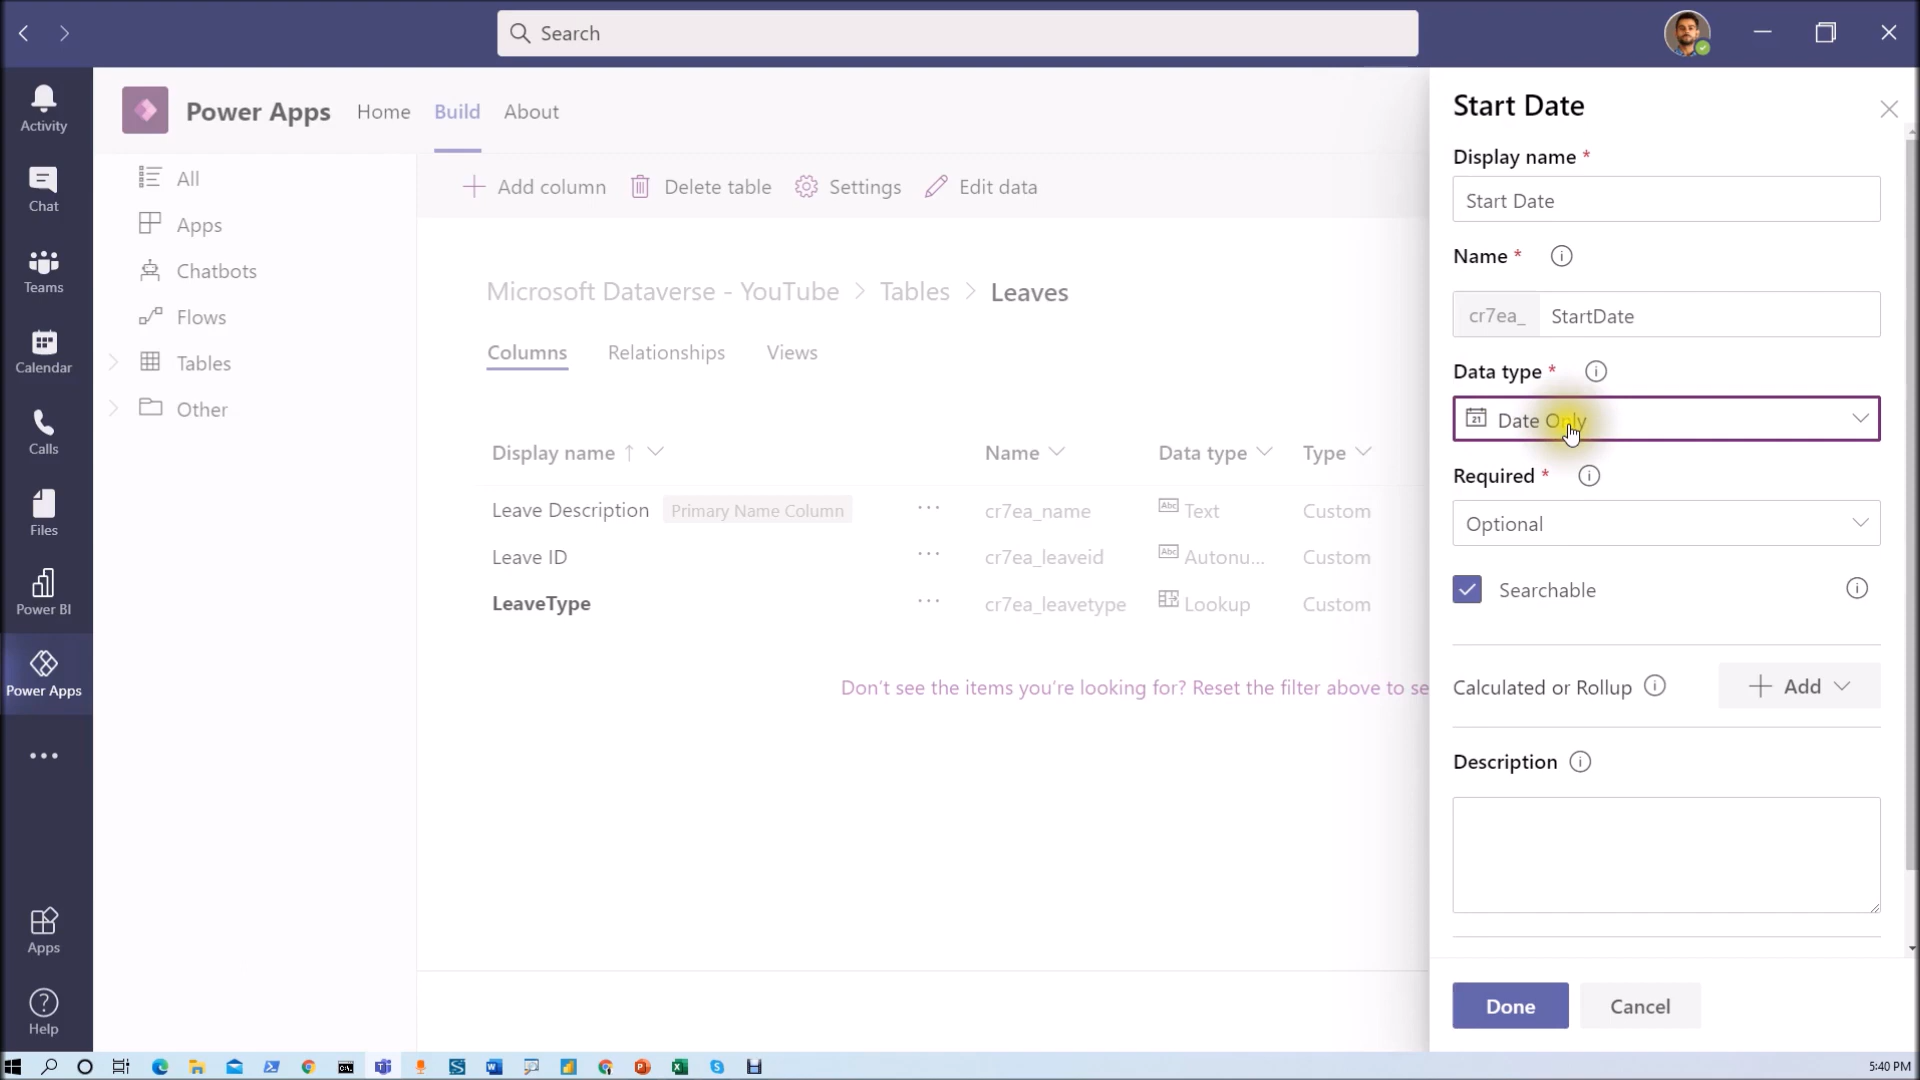 Search
Activity
Chat
Teams
Calendar
Calls
Files
Power BI
Power Apps
Apps
Help
Power Apps Home Build About
All
Apps
Chatbots
Flows
Tables
Other
Add column Delete table Settings Edit data
Microsoft Dataverse - YouTube > Tables > Leaves
Columns Relationships Views
Display name ↑ Name Data type Type
Leave Description Primary Name Column ... cr7ea_name Abc Text Custom
Leave ID ... cr7ea_leaveid Abc Autonu... Custom
LeaveType ... cr7ea_leavetype Lookup Custom
Don't see the items you're looking for? Reset the filter above to se
Start Date
Display name *
Start Date
Name *
cr7ea_ StartDate
Data type *
21 Date Only
Required *
Optional
Searchable
Calculated or Rollup + Add
Description
Done Cancel
5:40 PM